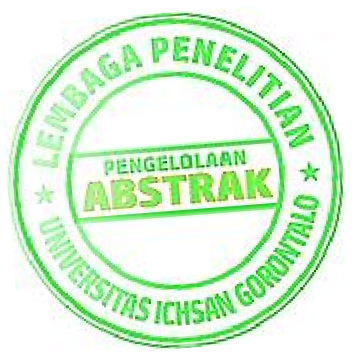 LEMBAGA PENELITIAN
PENGELOLAAN
ABSTRAK
UNIVERSITAS ICHSAN GORONTALO